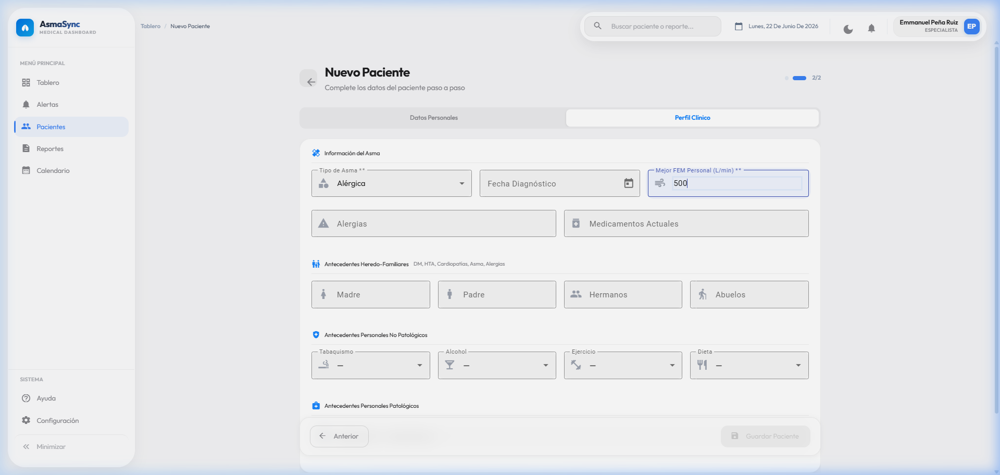 AsmaSync
MEDICAL DASHBOARD
Tablero / Nuevo Paciente
Buscar paciente o reporte...
Lunes, 22 De Junio De 2026
Emmanuel Peña Ruiz
ESPECIALISTA
EP
MENÚ PRINCIPAL
Tablero
Alertas
Pacientes
Reportes
Calendario
SISTEMA
Ayuda
Configuración
Minimizar
Nuevo Paciente
Complete los datos del paciente paso a paso
2/2
Datos Personales
Perfil Clínico
Información del Asma
Tipo de Asma **
Alérgica
Fecha Diagnóstico
Mejor FEM Personal (L/min) **
500
Alergias
Medicamentos Actuales
Antecedentes Heredo-Familiares DM, HTA, Cardiopatías, Asma, Alergias
Madre
Padre
Hermanos
Abuelos
Antecedentes Personales No Patológicos
Tabaquismo
—
Alcohol
—
Ejercicio
—
Dieta
—
Antecedentes Personales Patológicos
Anterior
Guardar Paciente